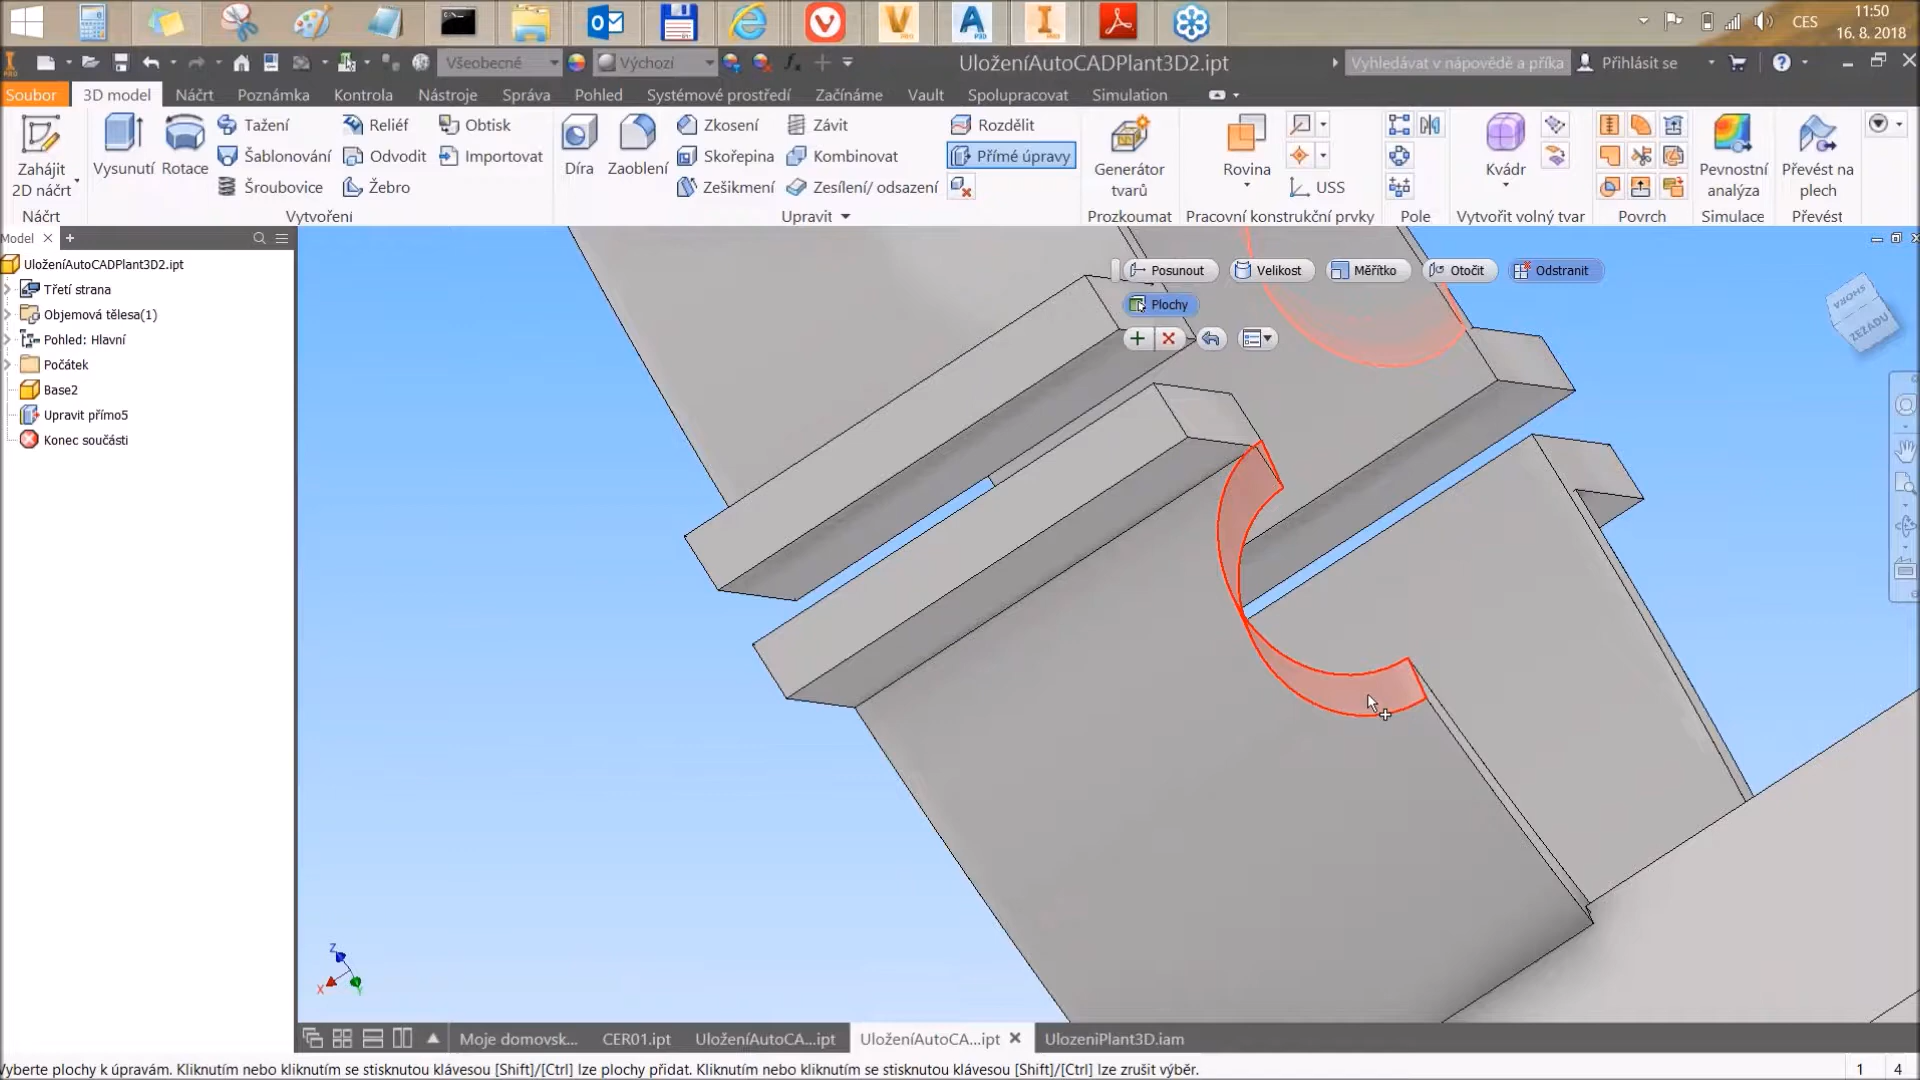 CES
11:50
16. 8. 2018
Všeobecné
Výchozí
UloženíAutoCADPlant3D2.ipt
Vyhledávat v nápovědě a příka
Přihlásit se
Soubor
3D model
Náčrt
Poznámka
Kontrola
Nástroje
Správa
Pohled
Systémové prostředí
Začínáme
Vault
Spolupracovat
Simulation
Zahájit
2D náčrt
Náčrt
Vysunutí
Rotace
Tažení
Šablonování
Šroubovice
Reliéf
Odvodit
Žebro
Obtisk
Importovat
Vytvoření
Díra
Zaoblení
Zkosení
Skořepina
Zešikmení
Závit
Kombinovat
Zesílení/ odsazení
Rozdělit
Přímé úpravy
Upravit
Generátor
tvarů
Prozkoumat
Rovina
USS
Pracovní konstrukční prvky
Pole
Kvádr
Vytvořit volný tvar
Povrch
Pevnostní
analýza
Simulace
Převést na
plech
Převést
Model
UloženíAutoCADPlant3D2.ipt
Třetí strana
Objemová tělesa(1)
Pohled: Hlavní
Počátek
Base2
Upravit přímo5
Konec součásti
Posunout
Velikost
Měřítko
Otočit
Odstranit
Plochy
SHORA
ZEZADU
Z
X
Y
Moje domovsk...
CER01.ipt
UloženíAutoCA...ipt
UloženíAutoCA...ipt
UlozeniPlant3D.iam
Vyberte plochy k úpravám. Kliknutím nebo kliknutím se stisknutou klávesou [Shift]/[Ctrl] lze plochy přidat. Kliknutím nebo kliknutím se stisknutou klávesou [Shift]/[Ctrl] lze zrušit výběr.
1
4